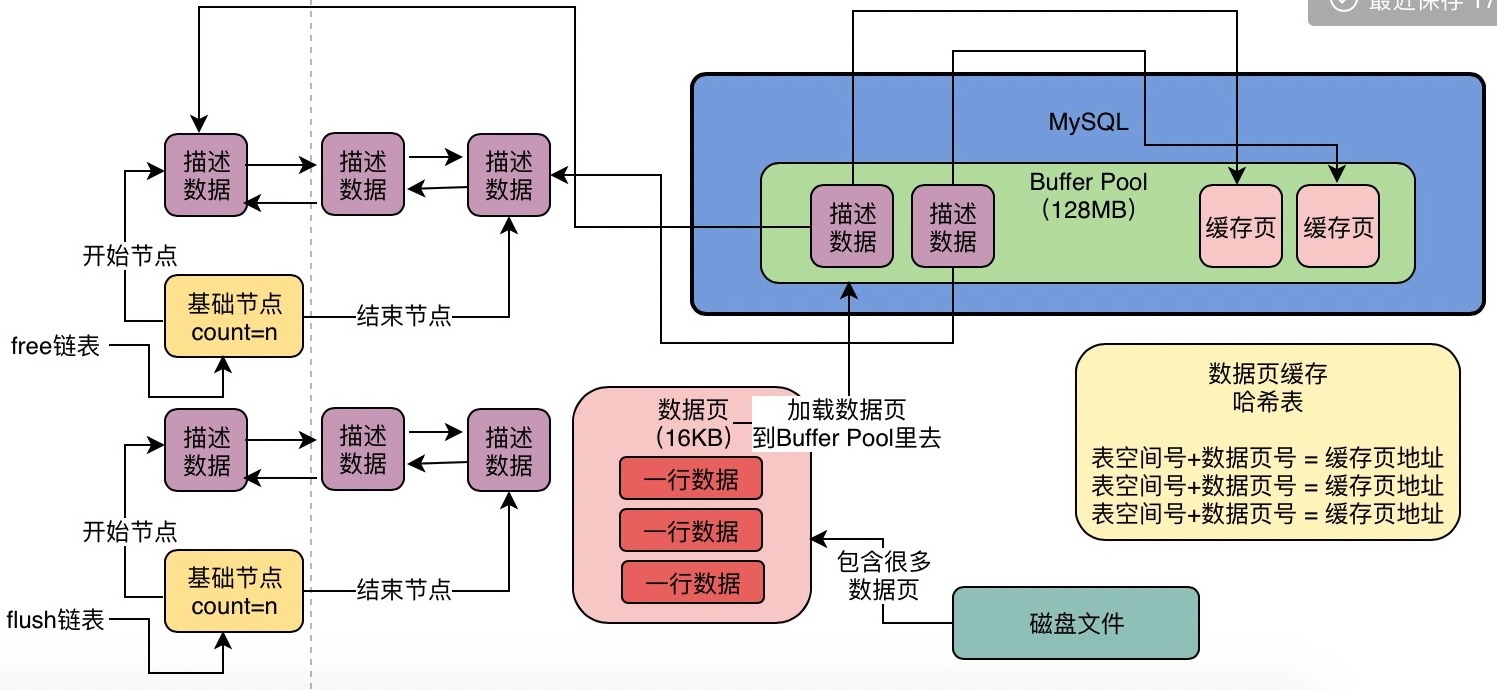 最近保存 17
MySQL
Buffer Pool
（128MB）
描述
数据
描述
数据
缓存页
缓存页
描述
数据
描述
数据
描述
数据
开始节点
基础节点
count=n
结束节点
free链表
描述
数据
描述
数据
描述
数据
开始节点
基础节点
count=n
结束节点
flush链表
数据页
（16KB）
一行数据
一行数据
一行数据
加载数据页
到Buffer Pool里去
包含很多
数据页
磁盘文件
数据页缓存
哈希表
表空间号+数据页号 = 缓存页地址
表空间号+数据页号 = 缓存页地址
表空间号+数据页号 = 缓存页地址